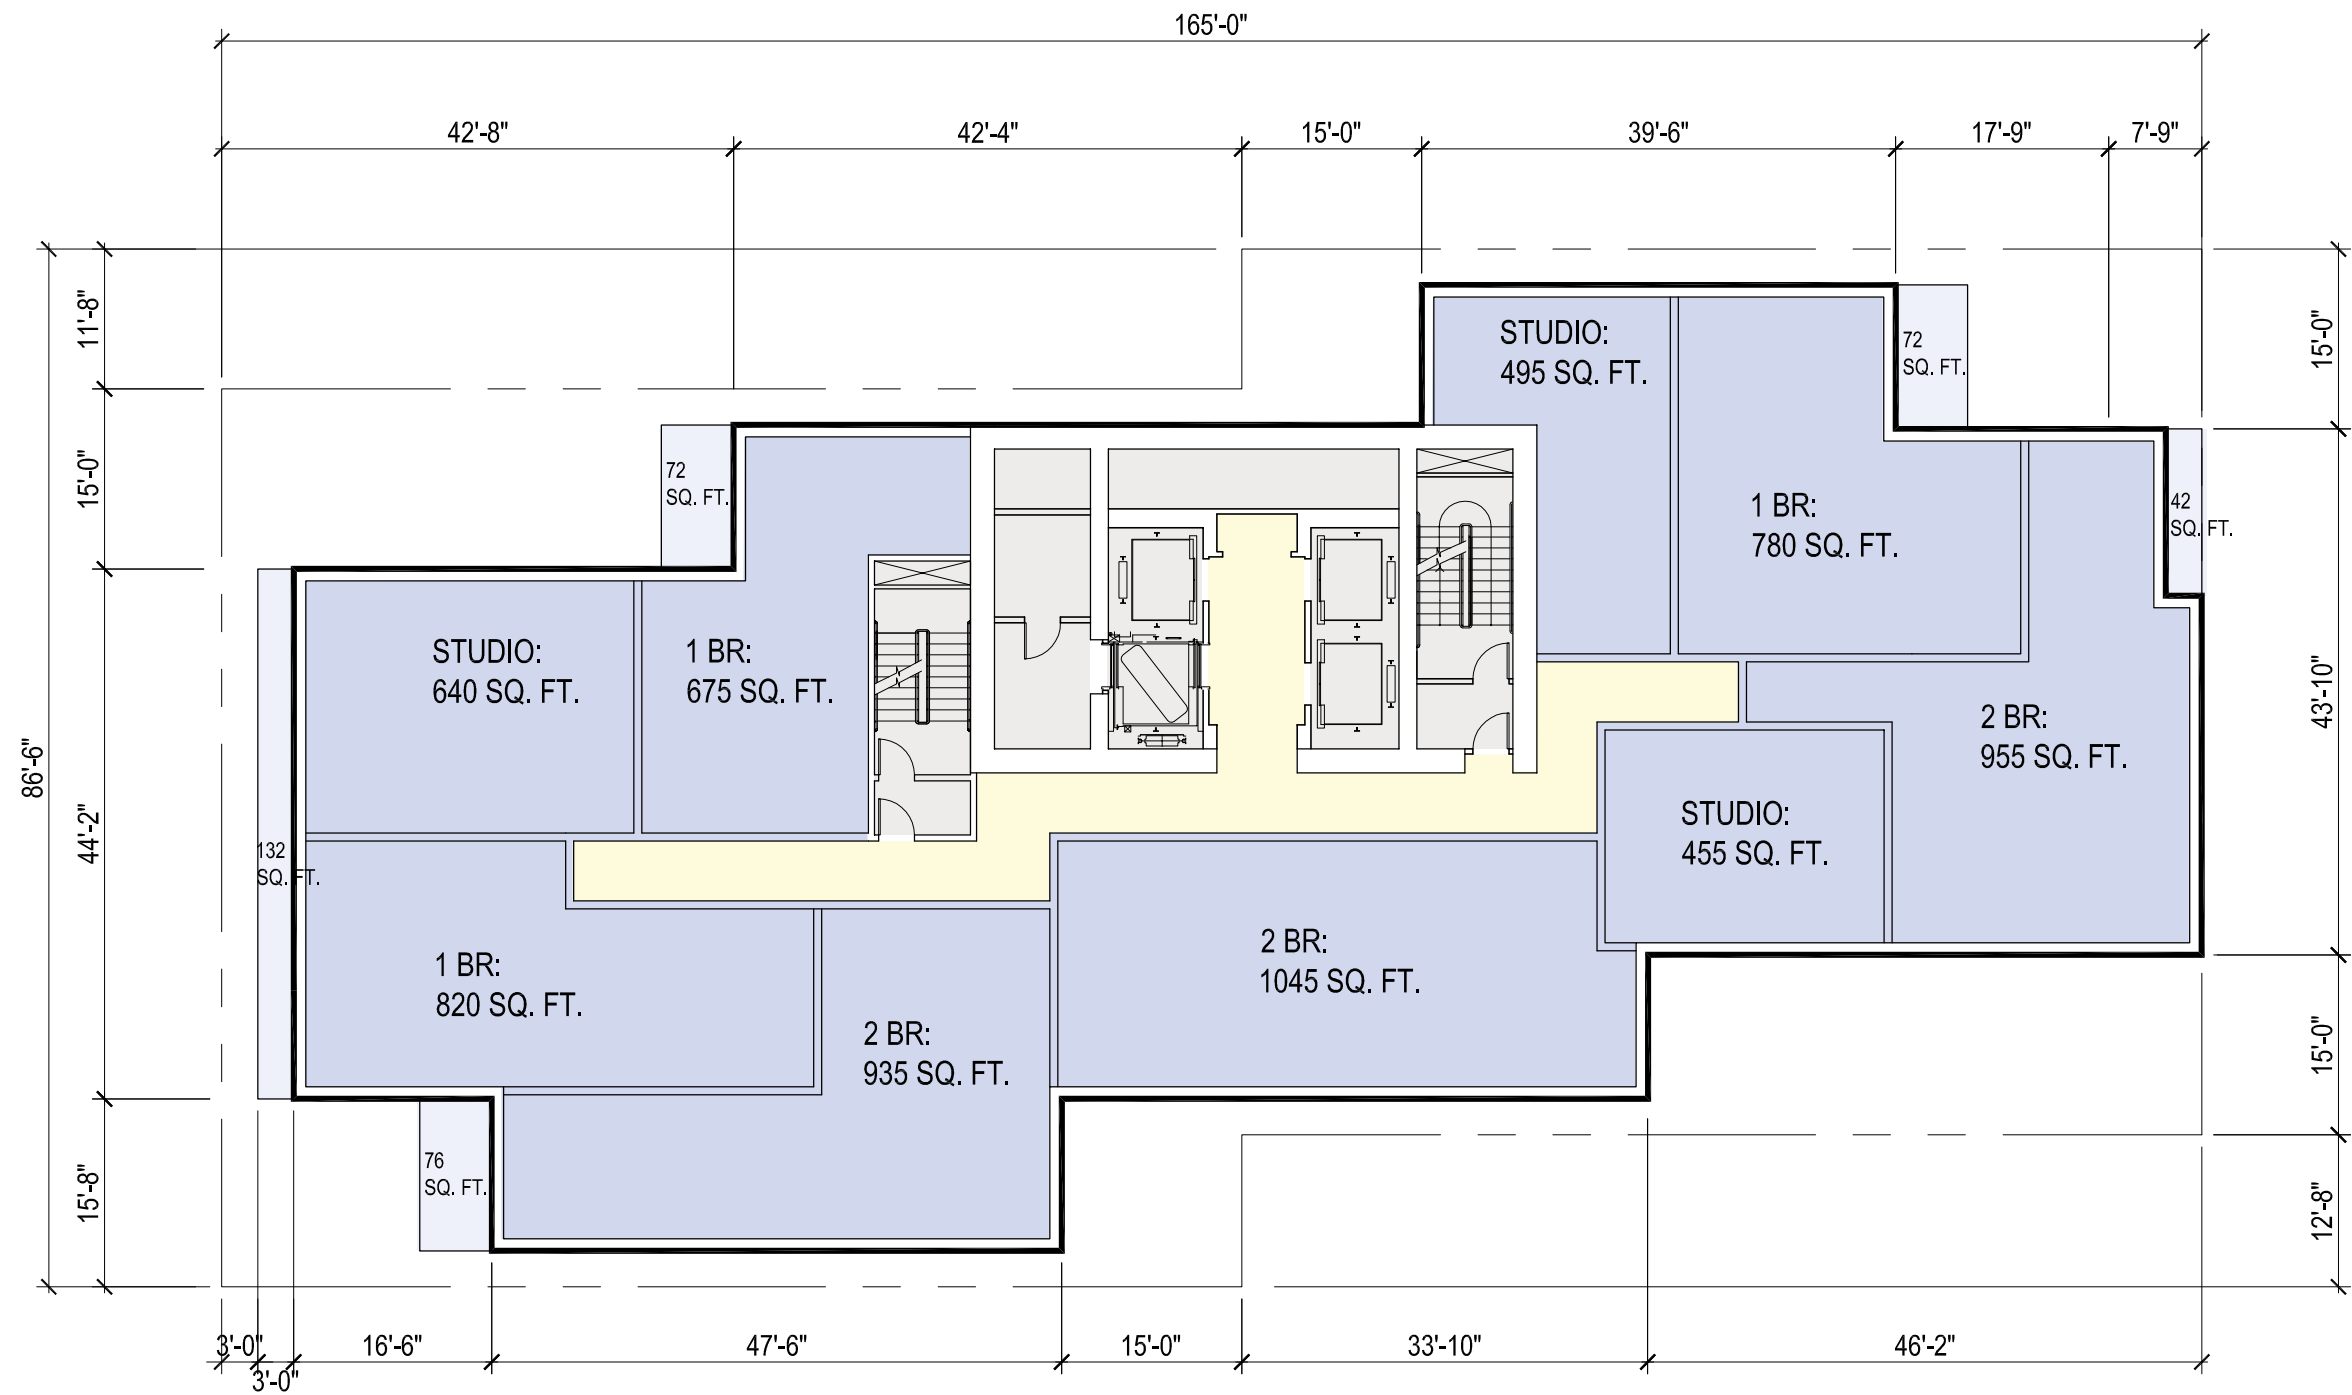 165'-0"
42'-8"
42'-4"
15'-0"
39'-6"
17'-9"
7'-9"
11'-8"
15'-0"
44'-2"
15'-8"
86'-6"
15'-0"
43'-10"
15'-0"
12'-8"
STUDIO:
495 SQ. FT.
72
SQ. FT.
72
SQ. FT.
1 BR:
780 SQ. FT.
42
SQ. FT.
STUDIO:
640 SQ. FT.
1 BR:
675 SQ. FT.
2 BR:
955 SQ. FT.
STUDIO:
455 SQ. FT.
132
SQ. FT.
1 BR:
820 SQ. FT.
2 BR:
1045 SQ. FT.
2 BR:
935 SQ. FT.
76
SQ. FT.
3'-0"
3'-0"
16'-6"
47'-6"
15'-0"
33'-10"
46'-2"